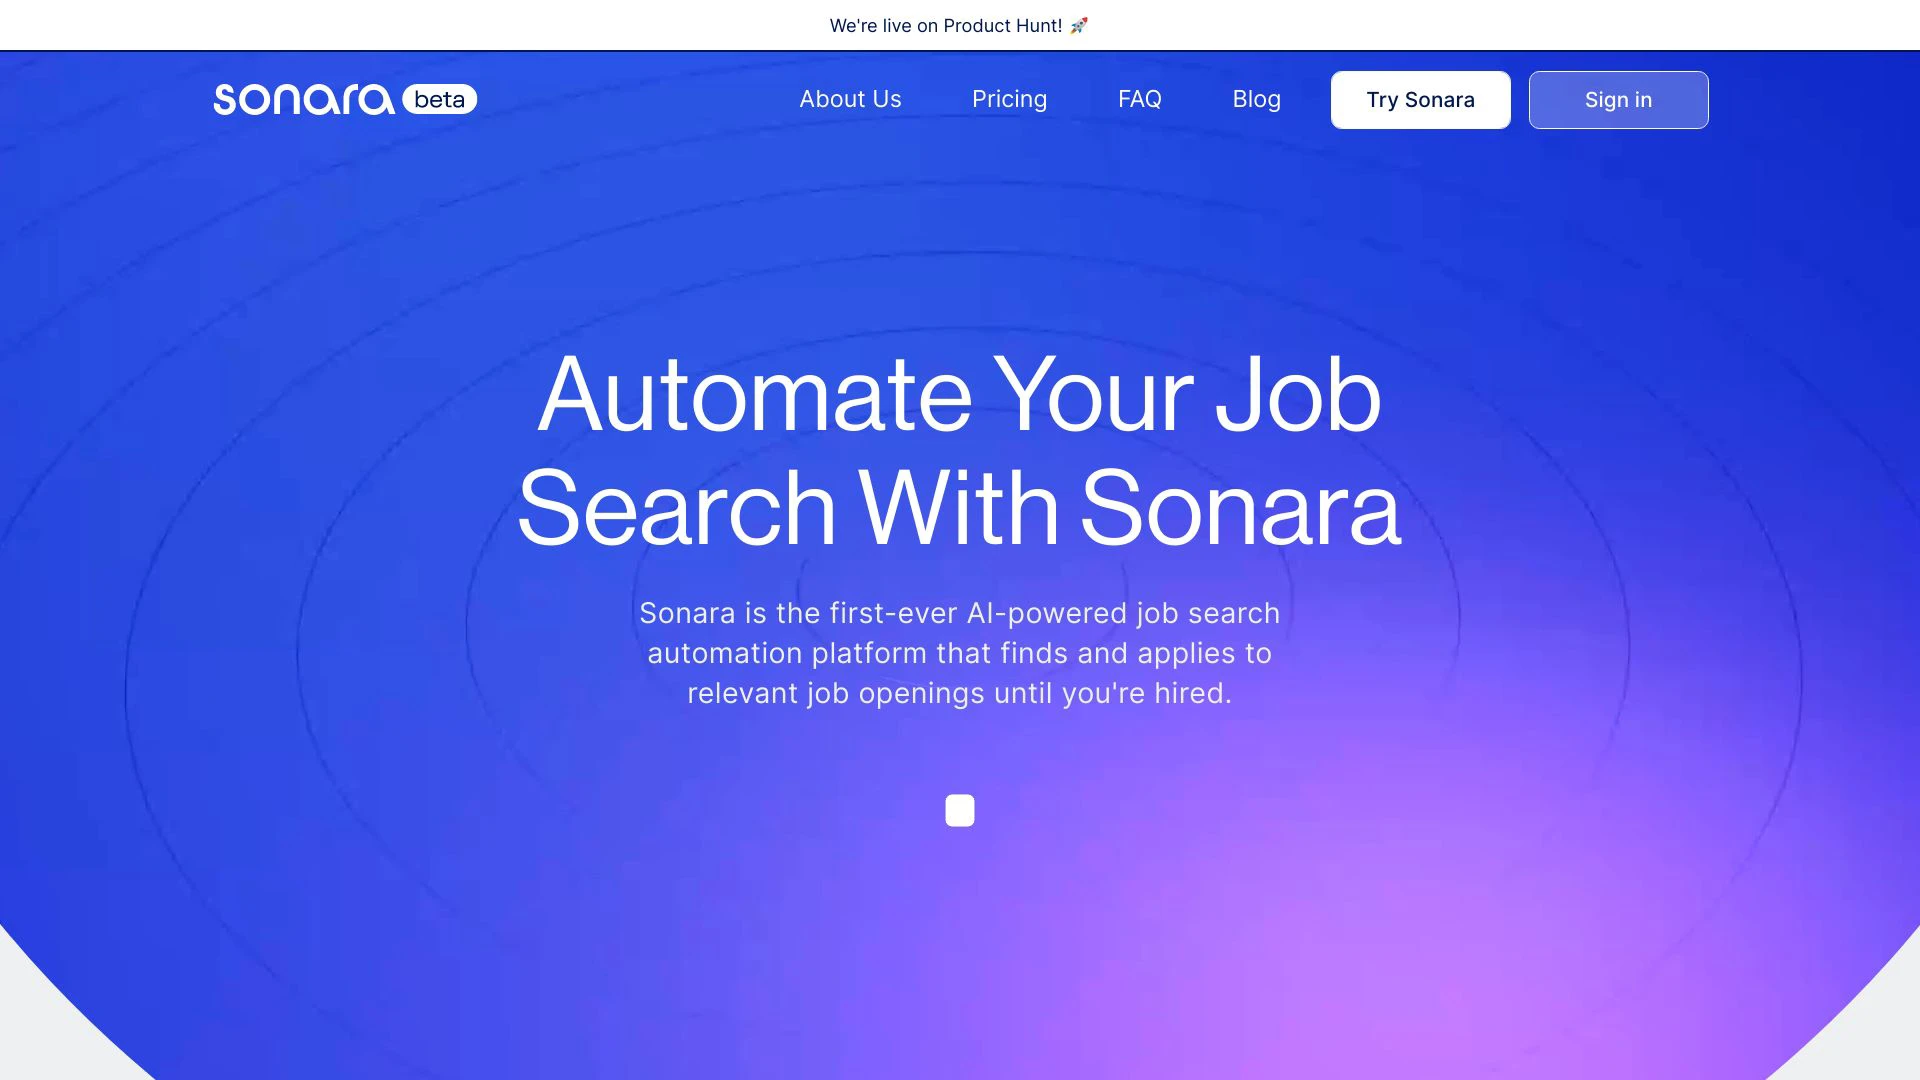 We're live on Product Hunt! 🚀
sonara beta
About Us
Pricing
FAQ
Blog
Try Sonara
Sign in
Automate Your Job
Search With Sonara
Sonara is the first-ever AI-powered job search
automation platform that finds and applies to
relevant job openings until you're hired.